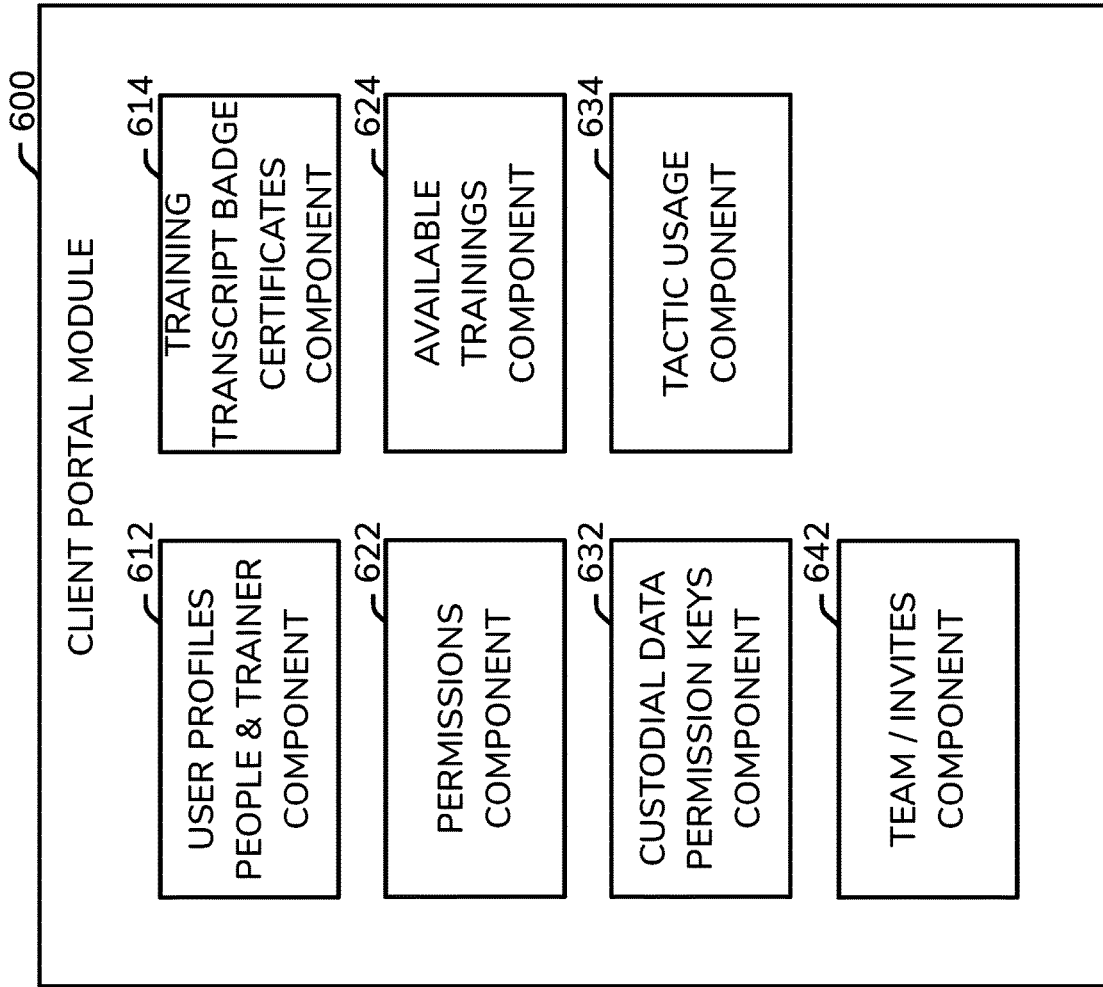 600
CLIENT PORTAL MODULE
612
USER PROFILES
PEOPLE & TRAINER
COMPONENT
614
TRAINING
TRANSCRIPT BADGE
CERTIFICATES
COMPONENT
622
PERMISSIONS
COMPONENT
624
AVAILABLE
TRAININGS
COMPONENT
632
CUSTODIAL DATA
PERMISSION KEYS
COMPONENT
634
TACTIC USAGE
COMPONENT
642
TEAM / INVITES
COMPONENT